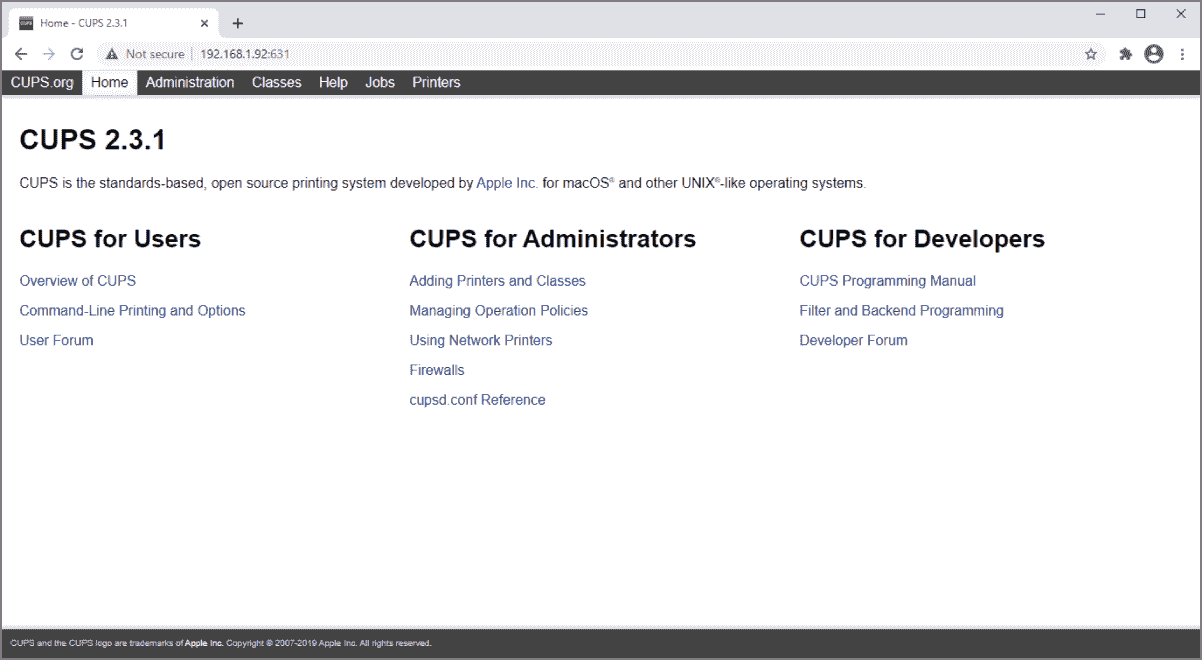 Home - CUPS 2.3.1
Not secure 192.168.1.92:631
CUPS.org Home Administration Classes Help Jobs Printers
CUPS 2.3.1
CUPS is the standards-based, open source printing system developed by Apple Inc. for macOS® and other UNIX®-like operating systems.
CUPS for Users
Overview of CUPS
Command-Line Printing and Options
User Forum
CUPS for Administrators
Adding Printers and Classes
Managing Operation Policies
Using Network Printers
Firewalls
cupsd.conf Reference
CUPS for Developers
CUPS Programming Manual
Filter and Backend Programming
Developer Forum
CUPS and the CUPS logo are trademarks of Apple Inc. Copyright © 2007-2019 Apple Inc. All rights reserved.